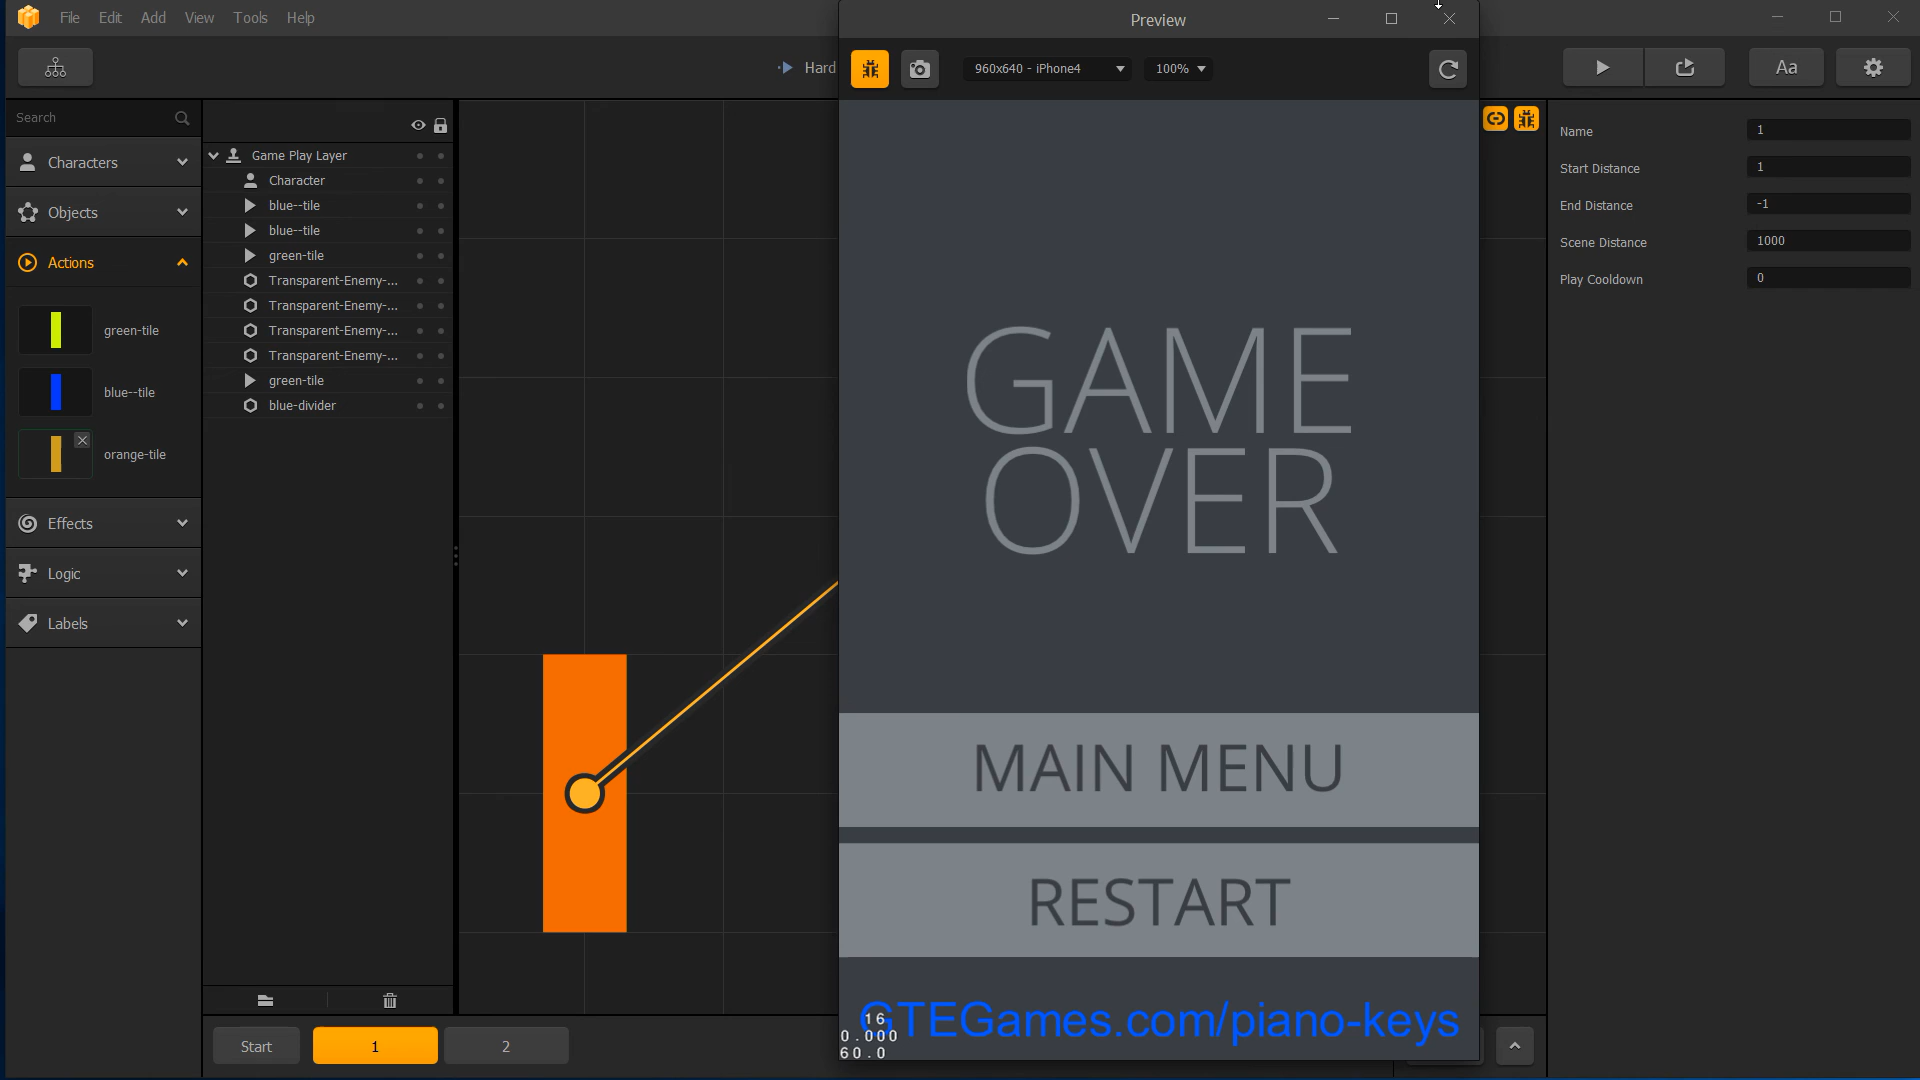 File Edit Add View Tools Help
Preview
Hard
960x640 - iPhone4 100%
Aa
Search
Characters
Objects
Actions
green-tile
blue--tile
orange-tile
Effects
Logic
Labels
Game Play Layer
Character
blue--tile
blue--tile
green-tile
Transparent-Enemy-...
Transparent-Enemy-...
Transparent-Enemy-...
Transparent-Enemy-...
green-tile
blue-divider
GAME
OVER
MAIN MENU
RESTART
GTEGames.com/piano-keys
16
0.000
60.0
Name 1
Start Distance 1
End Distance -1
Scene Distance 1000
Play Cooldown 0
Start 1 2